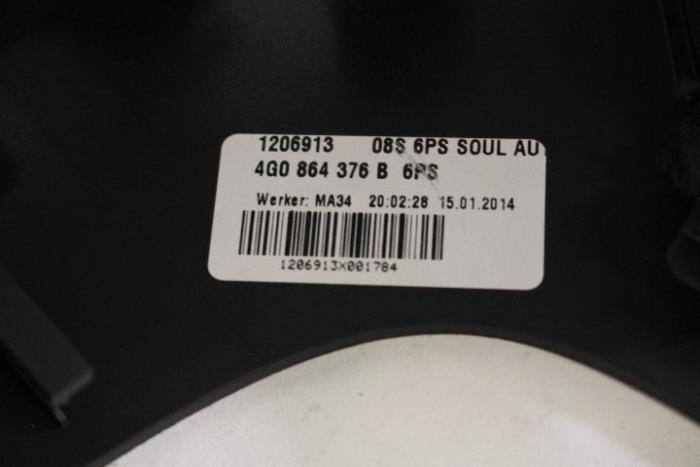 1206913 08S 6PS SOUL AU
4G0 864 376 B 6PS
Werker: MA34 20:02:28 15.01.2014
1206913X001784